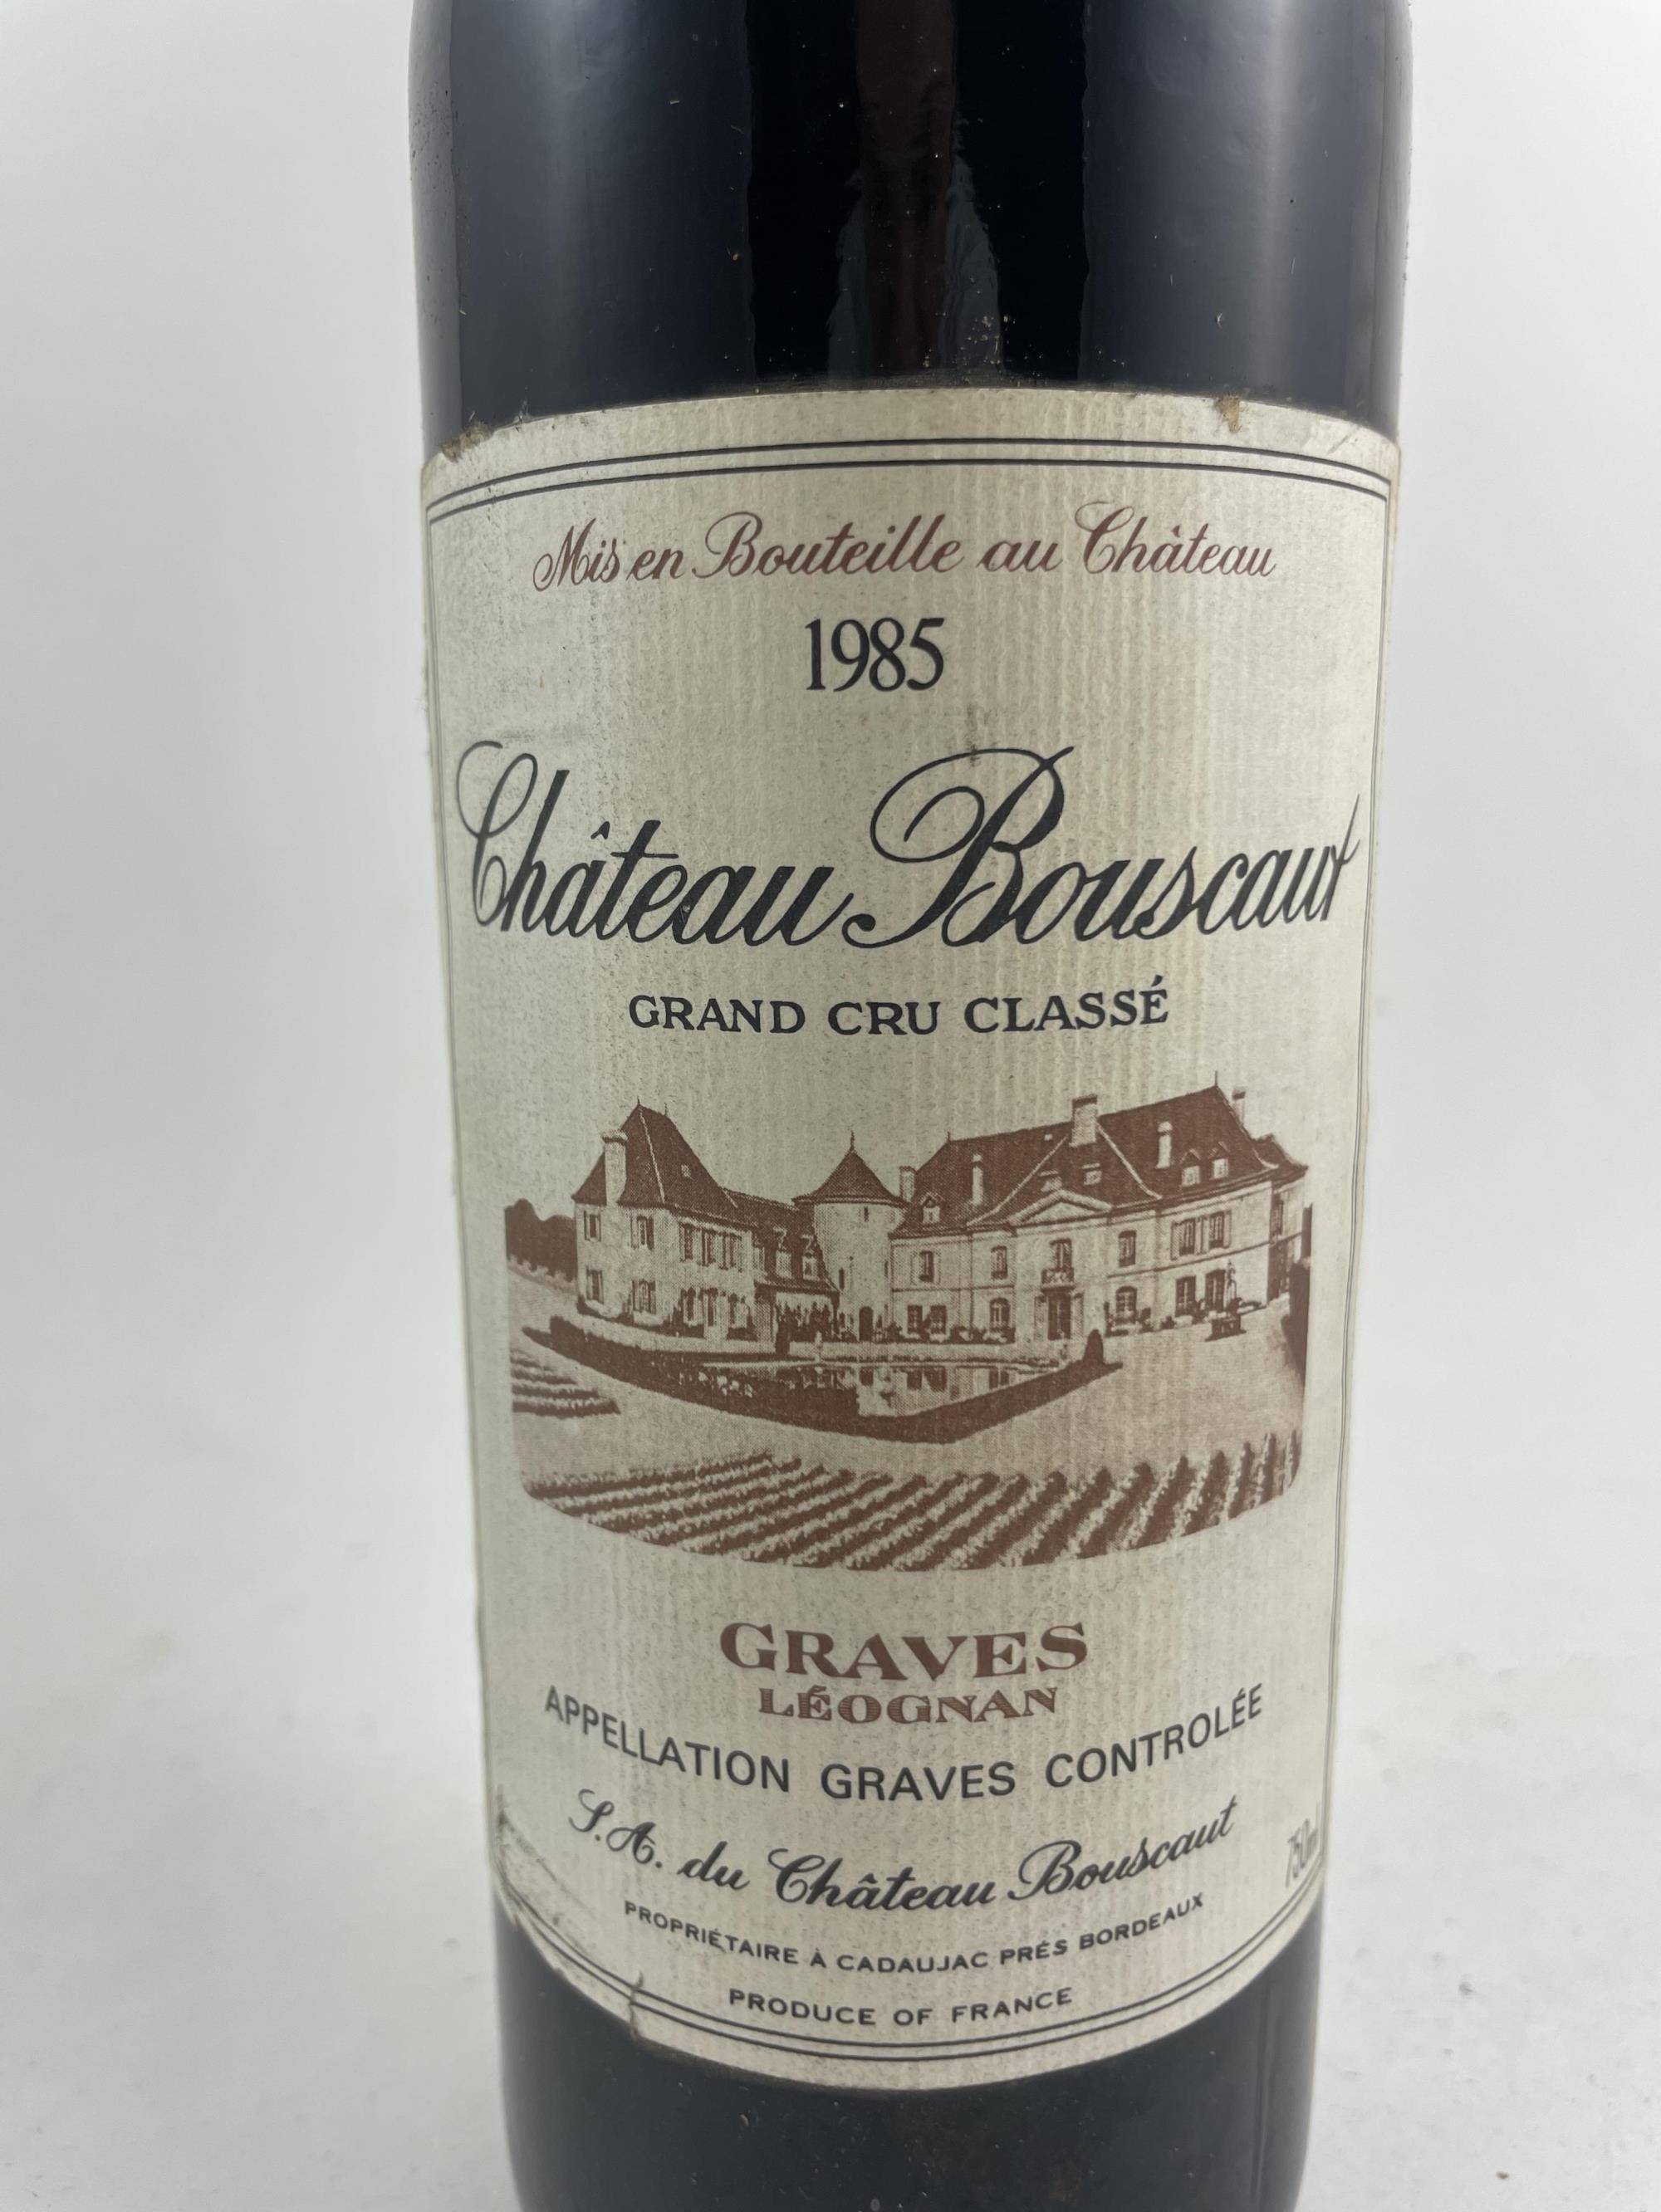 Mis en Bouteille au Château
1985
Château Bouscaut
GRAND CRU CLASSÉ
GRAVES
LÉOGNAN
APPELLATION GRAVES CONTROLÉE
S.A. du Château Bouscaut
750ml
PROPRIÉTAIRE À CADAUJAC PRÉS BORDEAUX
PRODUCE OF FRANCE